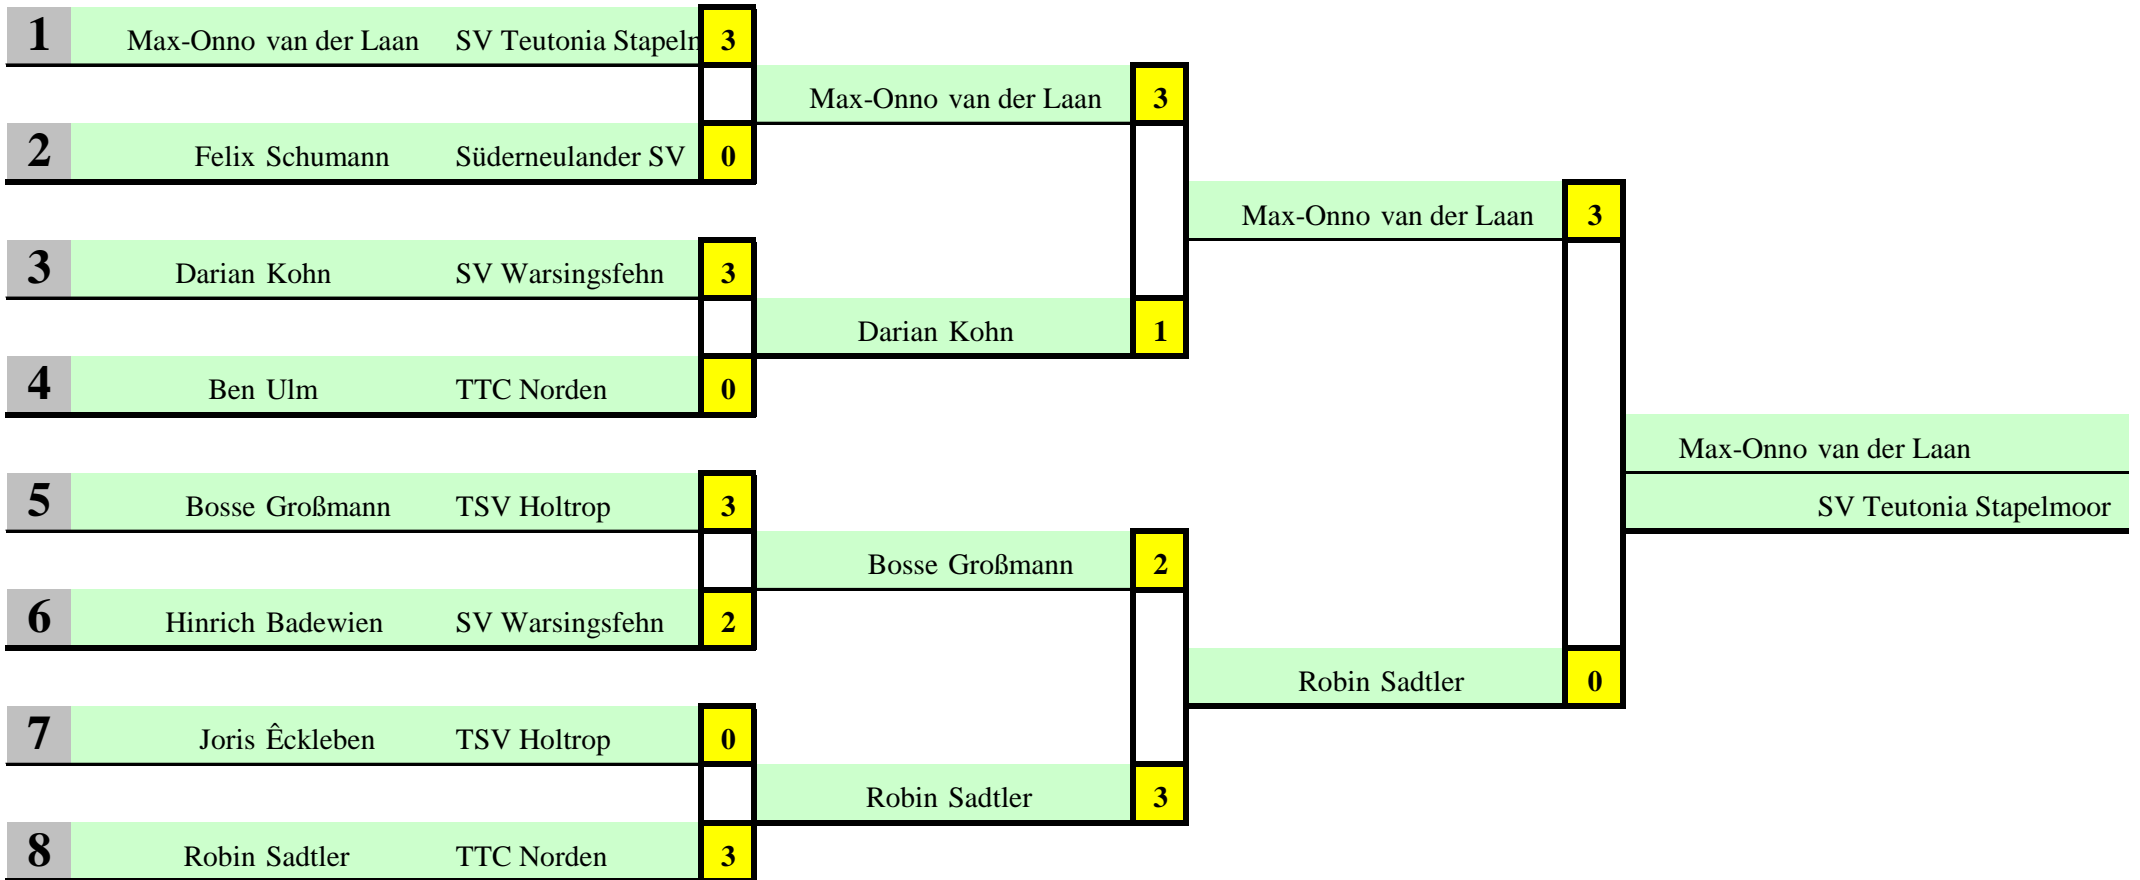 1 Max-Onno van der Laan SV Teutonia Stapeln 3
Max-Onno van der Laan 3
2 Felix Schumann Süderneulander SV 0
Max-Onno van der Laan 3
3 Darian Kohn SV Warsingsfehn 3
Darian Kohn 1
4 Ben Ulm TTC Norden 0
Max-Onno van der Laan
5 Bosse Großmann TSV Holtrop 3
SV Teutonia Stapelmoor
Bosse Großmann 2
6 Hinrich Badewien SV Warsingsfehn 2
Robin Sadtler 0
7 Joris Êckleben TSV Holtrop 0
Robin Sadtler 3
8 Robin Sadtler TTC Norden 3